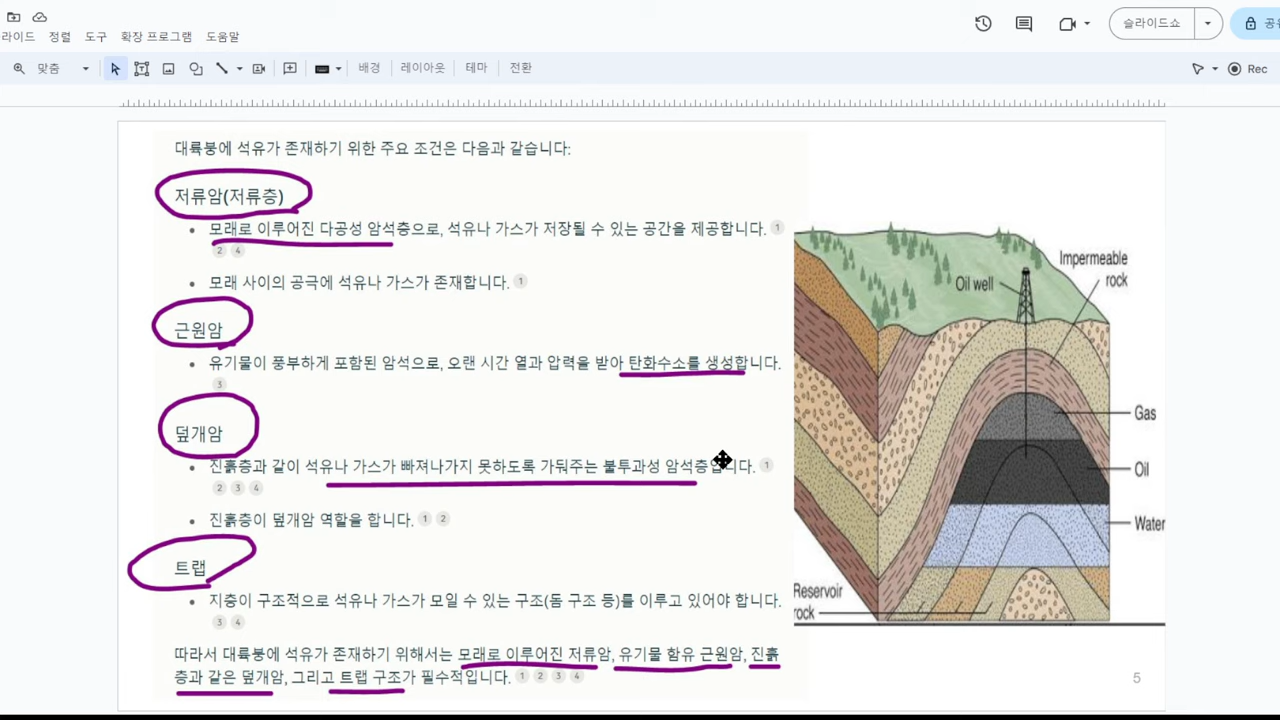 라이드 정렬 도구 확장 프로그램 도움말
슬라이드쇼
맞춤
배경 레이아웃 테마 전환
Rec
대륙붕에 석유가 존재하기 위한 주요 조건은 다음과 같습니다:
저류암(저류층)
• 모래로 이루어진 다공성 암석층으로, 석유나 가스가 저장될 수 있는 공간을 제공합니다. 1
2 4
• 모래 사이의 공극에 석유나 가스가 존재합니다. 1
근원암
• 유기물이 풍부하게 포함된 암석으로, 오랜 시간 열과 압력을 받아 탄화수소를 생성합니다.
3
덮개암
• 진흙층과 같이 석유나 가스가 빠져나가지 못하도록 가둬주는 불투과성 암석층입니다. 1
2 3 4
• 진흙층이 덮개암 역할을 합니다. 1 2
트랩
• 지층이 구조적으로 석유나 가스가 모일 수 있는 구조(돔 구조 등)를 이루고 있어야 합니다.
3 4
따라서 대륙붕에 석유가 존재하기 위해서는 모래로 이루어진 저류암, 유기물 함유 근원암, 진흙
층과 같은 덮개암, 그리고 트랩 구조가 필수적입니다. 1 2 3 4
Impermeable
rock
Oil well
Gas
Oil
Water
Reservoir
rock
5